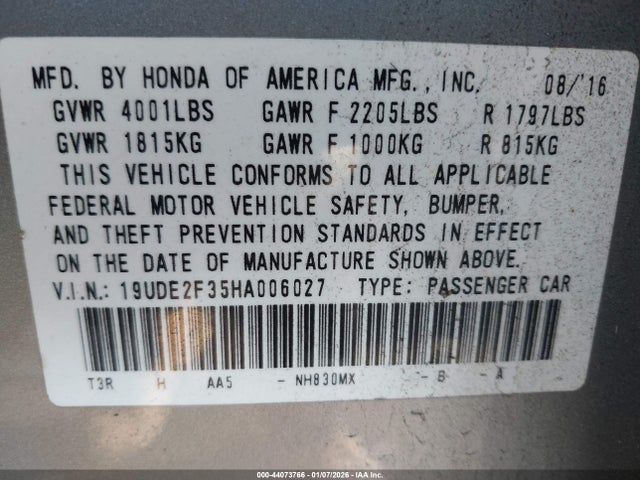 MFD. BY HONDA OF AMERICA MFG., INC. 08/'16
GVWR 4001LBS GAWR F 2205LBS R 1797LBS
GVWR 1815KG GAWR F 1000KG R 815KG
THIS VEHICLE CONFORMS TO ALL APPLICABLE
FEDERAL MOTOR VEHICLE SAFETY, BUMPER,
AND THEFT PREVENTION STANDARDS IN EFFECT
ON THE DATE OF MANUFACTURE SHOWN ABOVE.
V.I.N.: 19UDE2F35HA006027 TYPE: PASSENGER CAR
T3R H AA5 - NH830MX - B - A
000-44073766 | 01/07/2026 | IAA Inc.